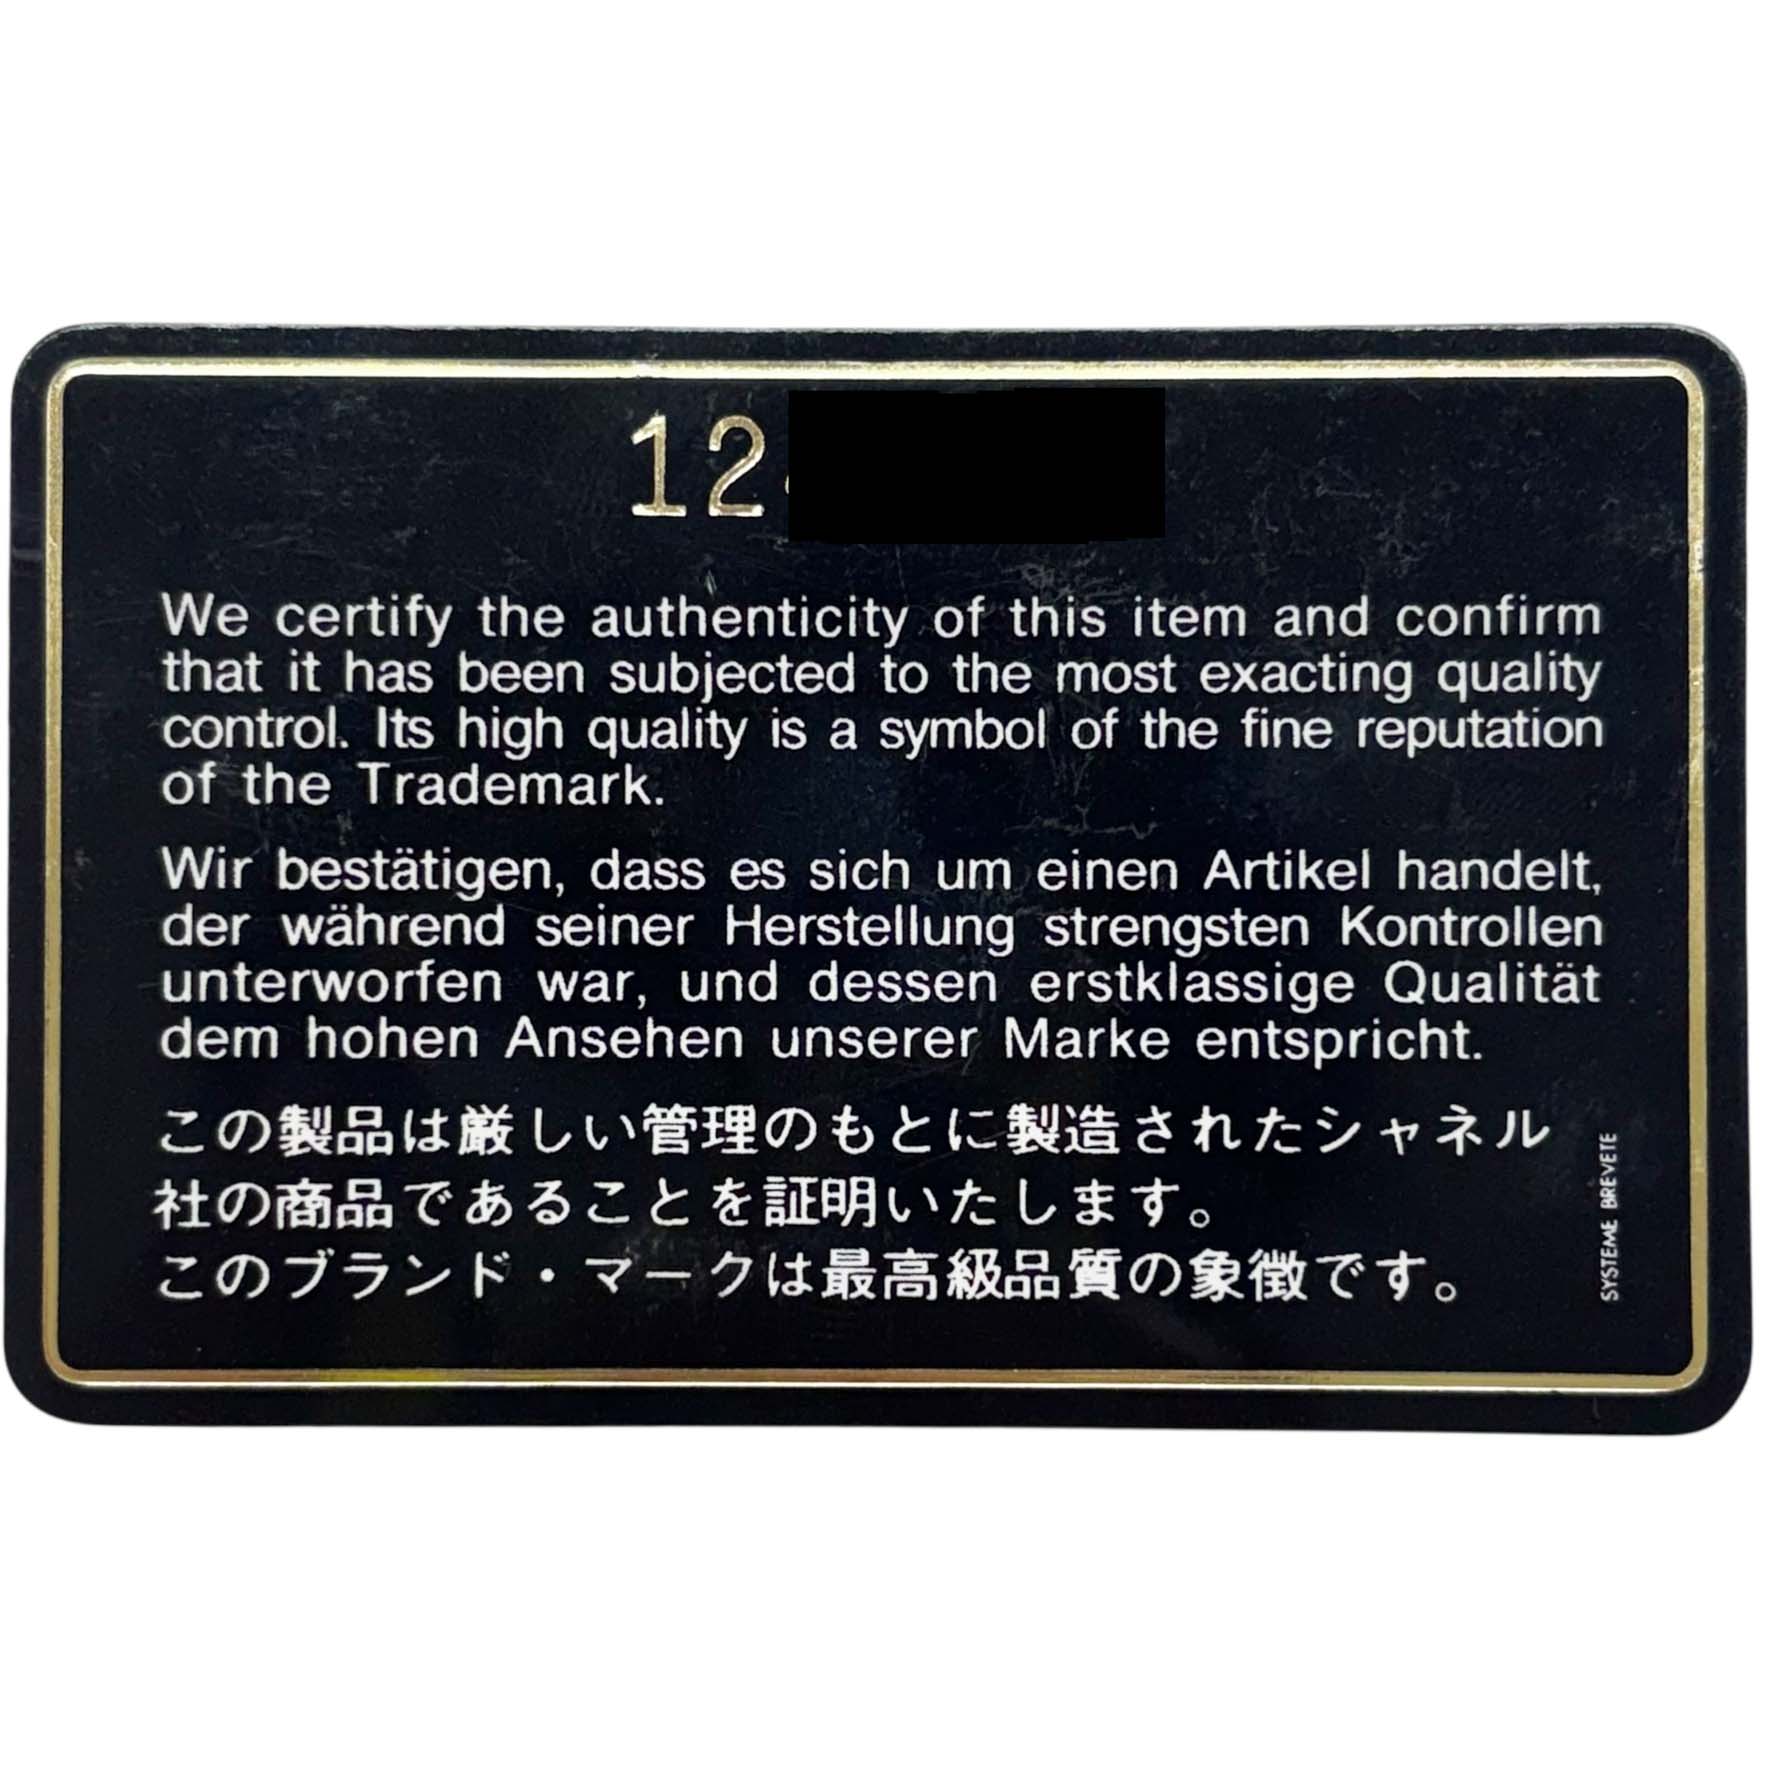 12
We certify the authenticity of this item and confirm
that it has been subjected to the most exacting quality
control. Its high quality is a symbol of the fine reputation
of the Trademark.
Wir bestätigen, dass es sich um einen Artikel handelt,
der während seiner Herstellung strengsten Kontrollen
unterworfen war, und dessen erstklassige Qualität
dem hohen Ansehen unserer Marke entspricht.
この製品は厳しい管理のもとに製造されたシャネル
社の商品であることを証明いたします。
このブランド・マークは最高級品質の象徴です。
SYSTEME BREVETE